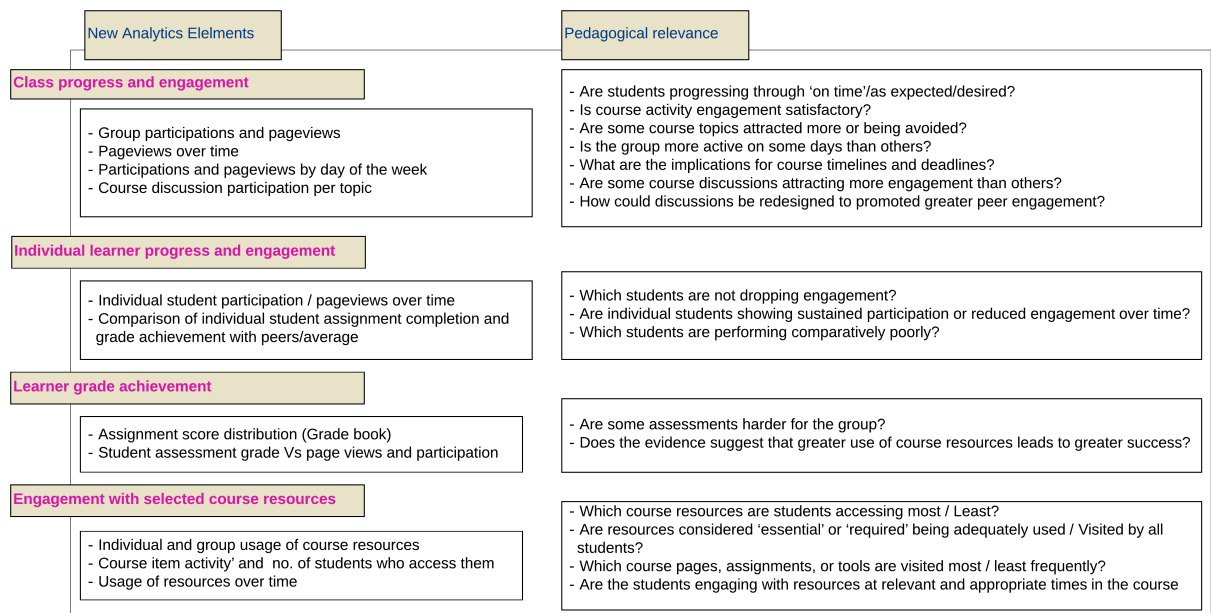 New Analytics Elelments
Pedagogical relevance
Class progress and engagement
- Group participations and pageviews
- Pageviews over time
- Participations and pageviews by day of the week
- Course discussion participation per topic
- Are students progressing through ‘on time’/as expected/desired?
- Is course activity engagement satisfactory?
- Are some course topics attracted more or being avoided?
- Is the group more active on some days than others?
- What are the implications for course timelines and deadlines?
- Are some course discussions attracting more engagement than others?
- How could discussions be redesigned to promoted greater peer engagement?
Individual learner progress and engagement
- Individual student participation / pageviews over time
- Comparison of individual student assignment completion and
grade achievement with peers/average
- Which students are not dropping engagement?
- Are individual students showing sustained participation or reduced engagement over time?
- Which students are performing comparatively poorly?
Learner grade achievement
- Assignment score distribution (Grade book)
- Student assessment grade Vs page views and participation
- Are some assessments harder for the group?
- Does the evidence suggest that greater use of course resources leads to greater success?
Engagement with selected course resources
- Individual and group usage of course resources
- Course item activity’ and  no. of students who access them
- Usage of resources over time
- Which course resources are students accessing most / Least?
- Are resources considered ‘essential’ or ‘required’ being adequately used / Visited by all
students?
- Which course pages, assignments, or tools are visited most / least frequently?
- Are the students engaging with resources at relevant and appropriate times in the course